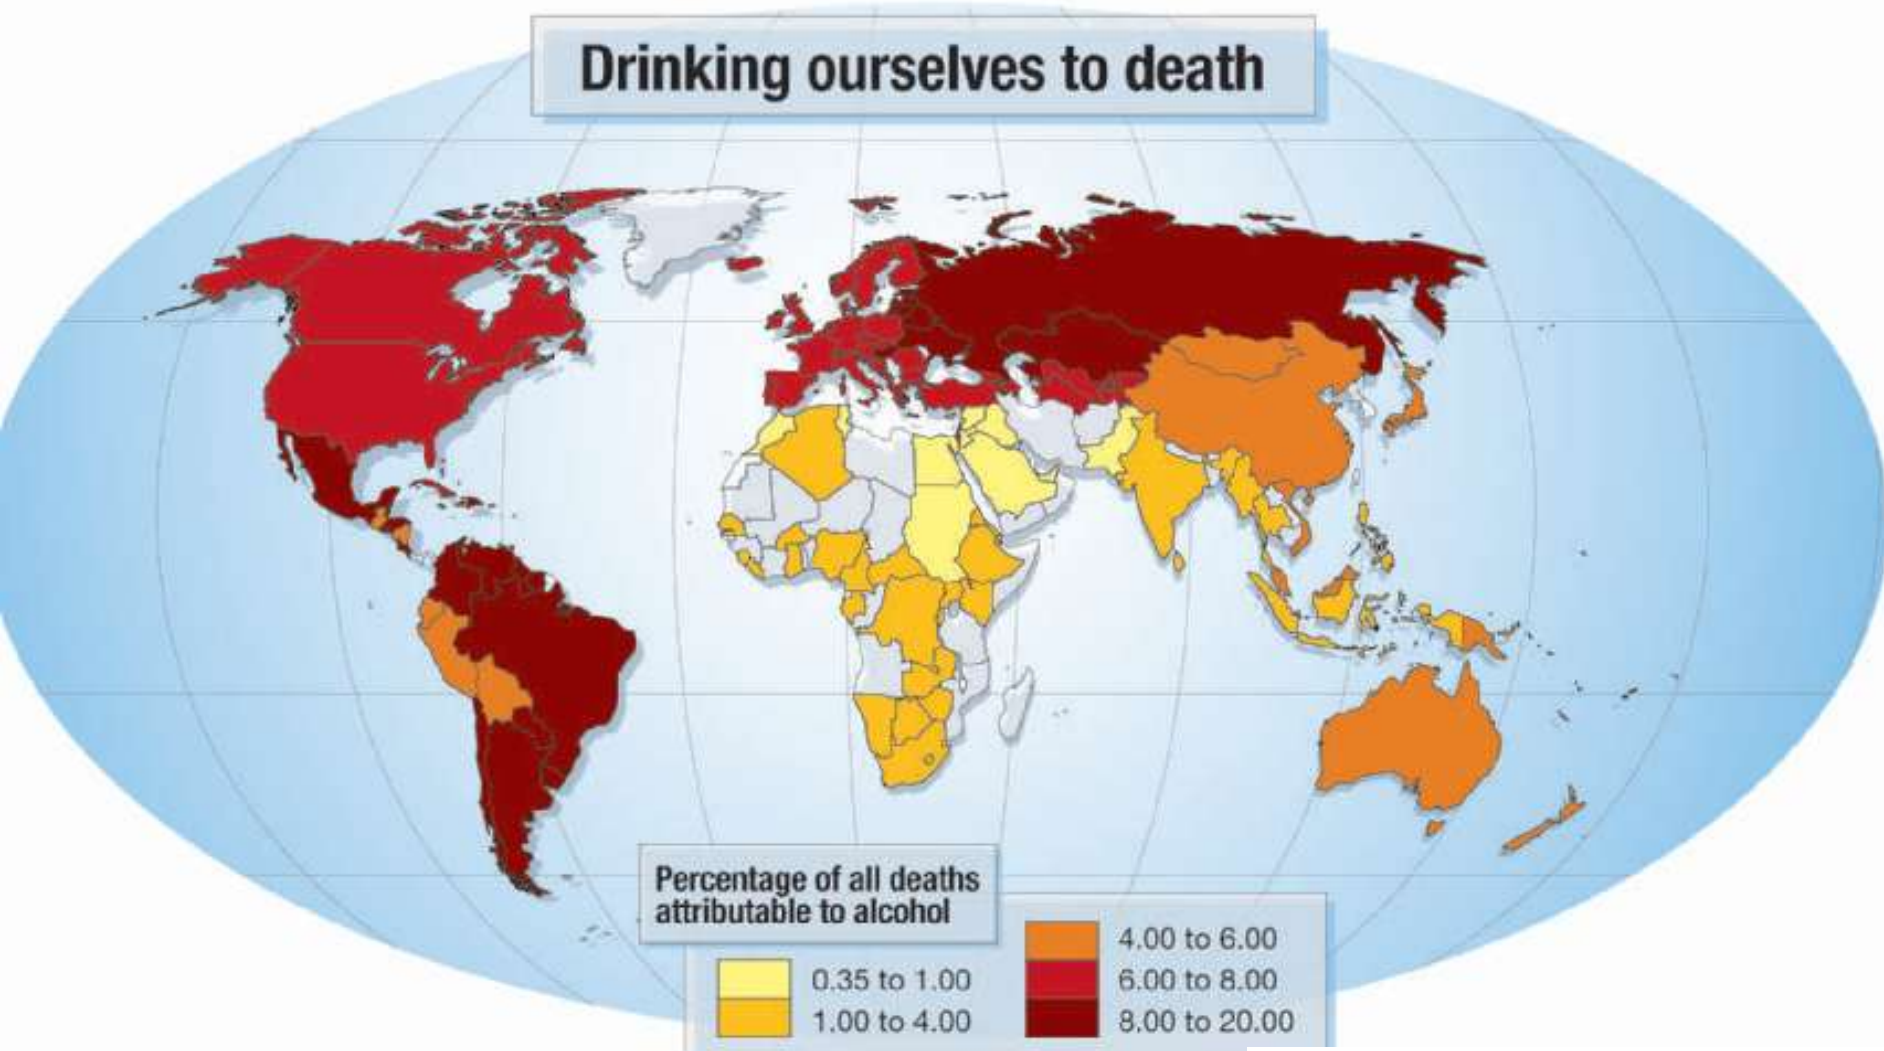 Drinking ourselves to death
Percentage of all deaths
attributable to alcohol
0.35 to 1.00
1.00 to 4.00
4.00 to 6.00
6.00 to 8.00
8.00 to 20.00